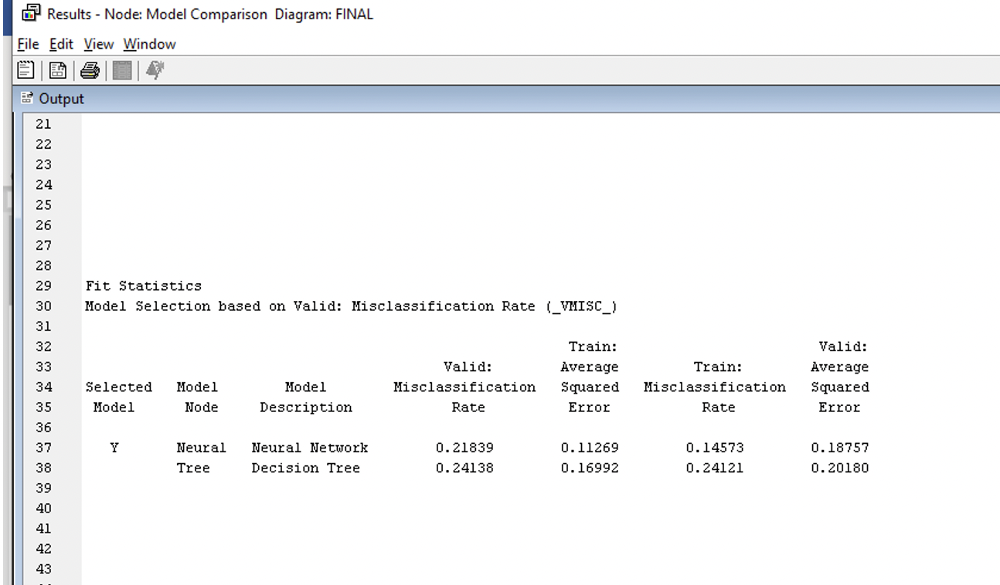 Results - Node: Model Comparison Diagram: FINAL
File Edit View Window
Output
21
22
23
24
25
26
27
28
29 Fit Statistics
30 Model Selection based on Valid: Misclassification Rate (_VMISC_)
31
32 Train: Valid:
33 Valid: Average Train: Average
34 Selected Model Model Misclassification Squared Misclassification Squared
35 Model Node Description Rate Error Rate Error
36
37 Y Neural Neural Network 0.21839 0.11269 0.14573 0.18757
38 Tree Decision Tree 0.24138 0.16992 0.24121 0.20180
39
40
41
42
43